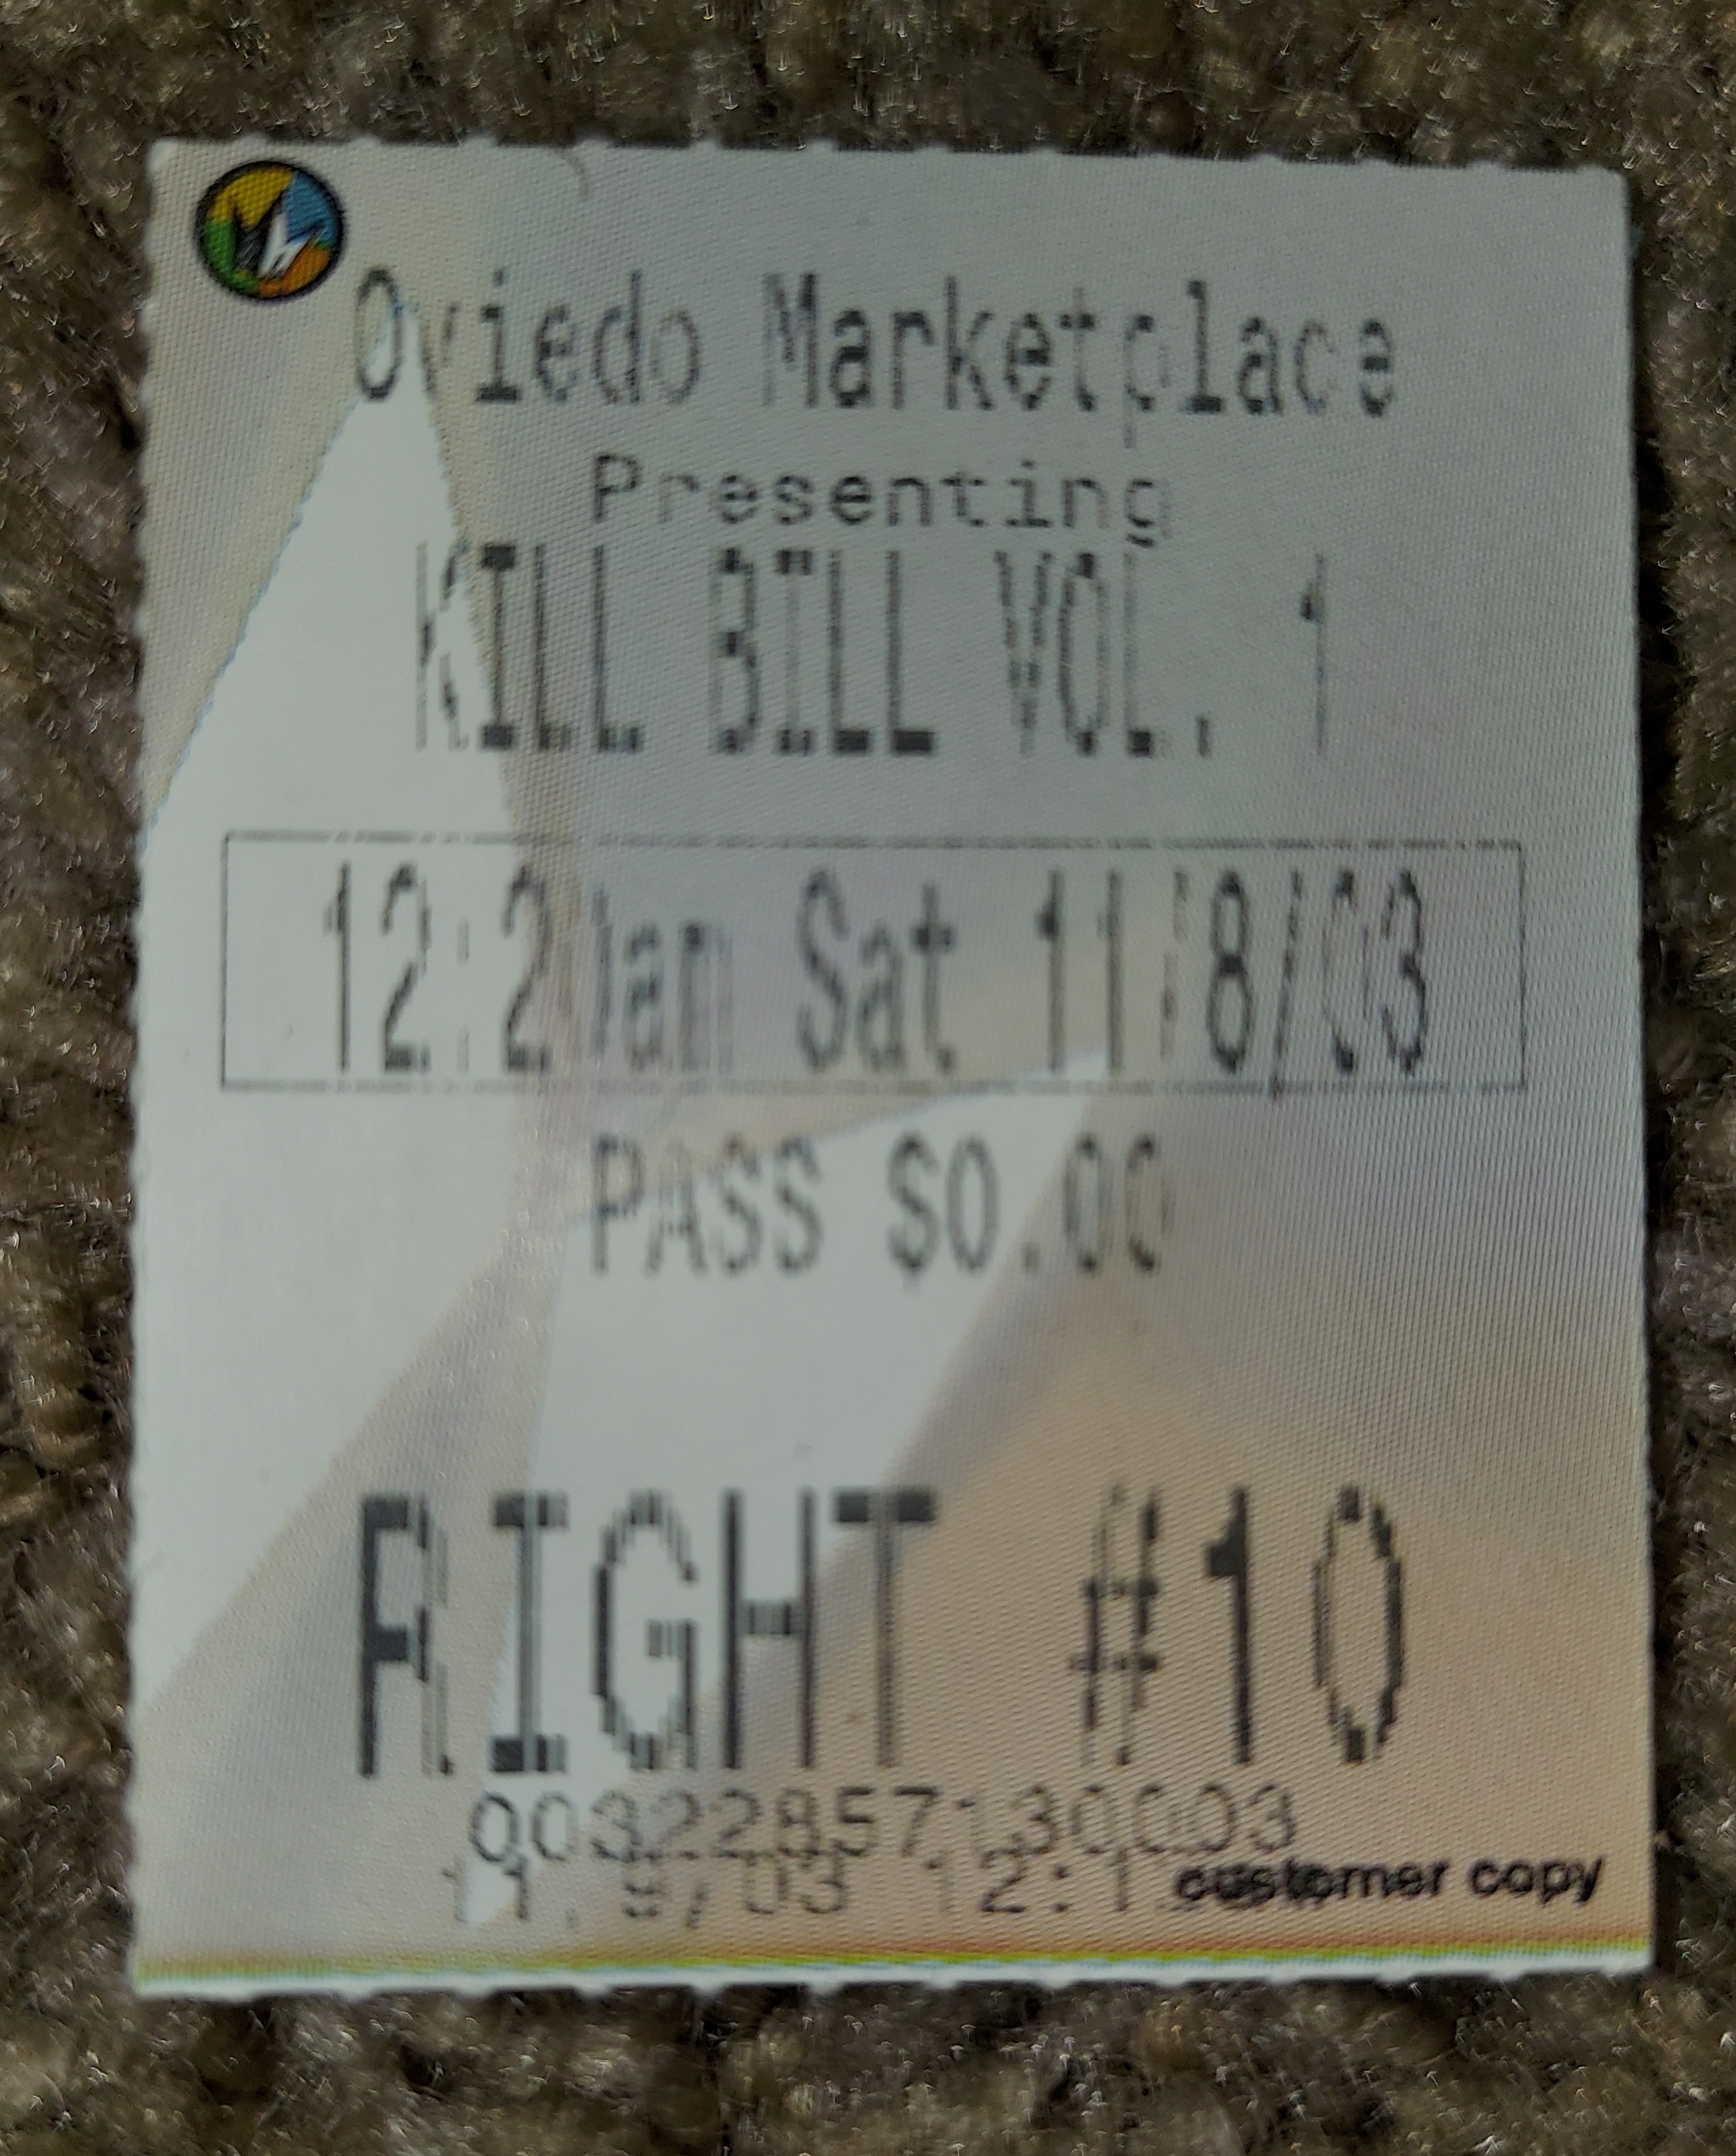 Oviedo Marketplace
Presenting
KILL BILL VOL. 1
12:20am Sat 11/8/03
PASS $0.00
RIGHT #10
00322857130003
customer copy